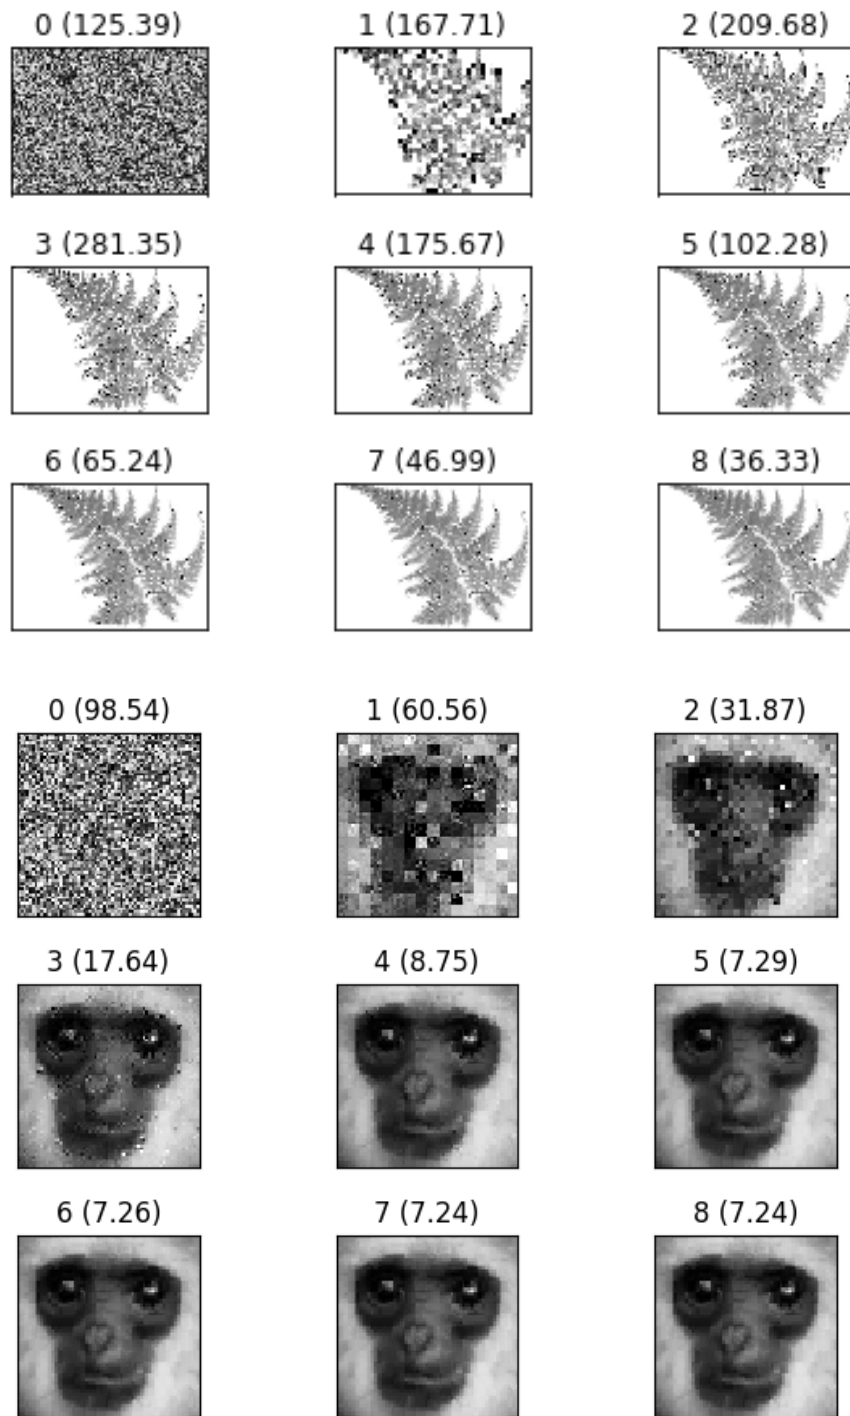 0 (125.39) 1 (167.71) 2 (209.68)
3 (281.35) 4 (175.67) 5 (102.28)
6 (65.24) 7 (46.99) 8 (36.33)
0 (98.54) 1 (60.56) 2 (31.87)
3 (17.64) 4 (8.75) 5 (7.29)
6 (7.26) 7 (7.24) 8 (7.24)